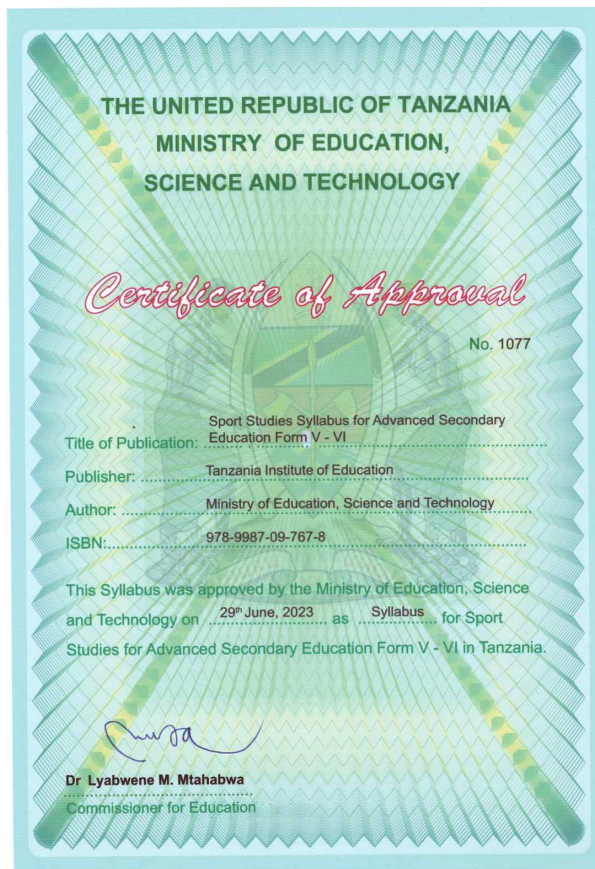 THE UNITED REPUBLIC OF TANZANIA
MINISTRY OF EDUCATION,
SCIENCE AND TECHNOLOGY
Certificate of Approval
No. 1077
Sport Studies Syllabus for Advanced Secondary
Title of Publication: Education Form V - VI
Publisher: Tanzania Institute of Education
Author: Ministry of Education, Science and Technology
ISBN: 978-9987-09-767-8
This Syllabus was approved by the Ministry of Education, Science
and Technology on 29th June, 2023 as Syllabus for Sport
Studies for Advanced Secondary Education Form V - VI in Tanzania.
Dr Lyabwene M. Mtahabwa
Commissioner for Education